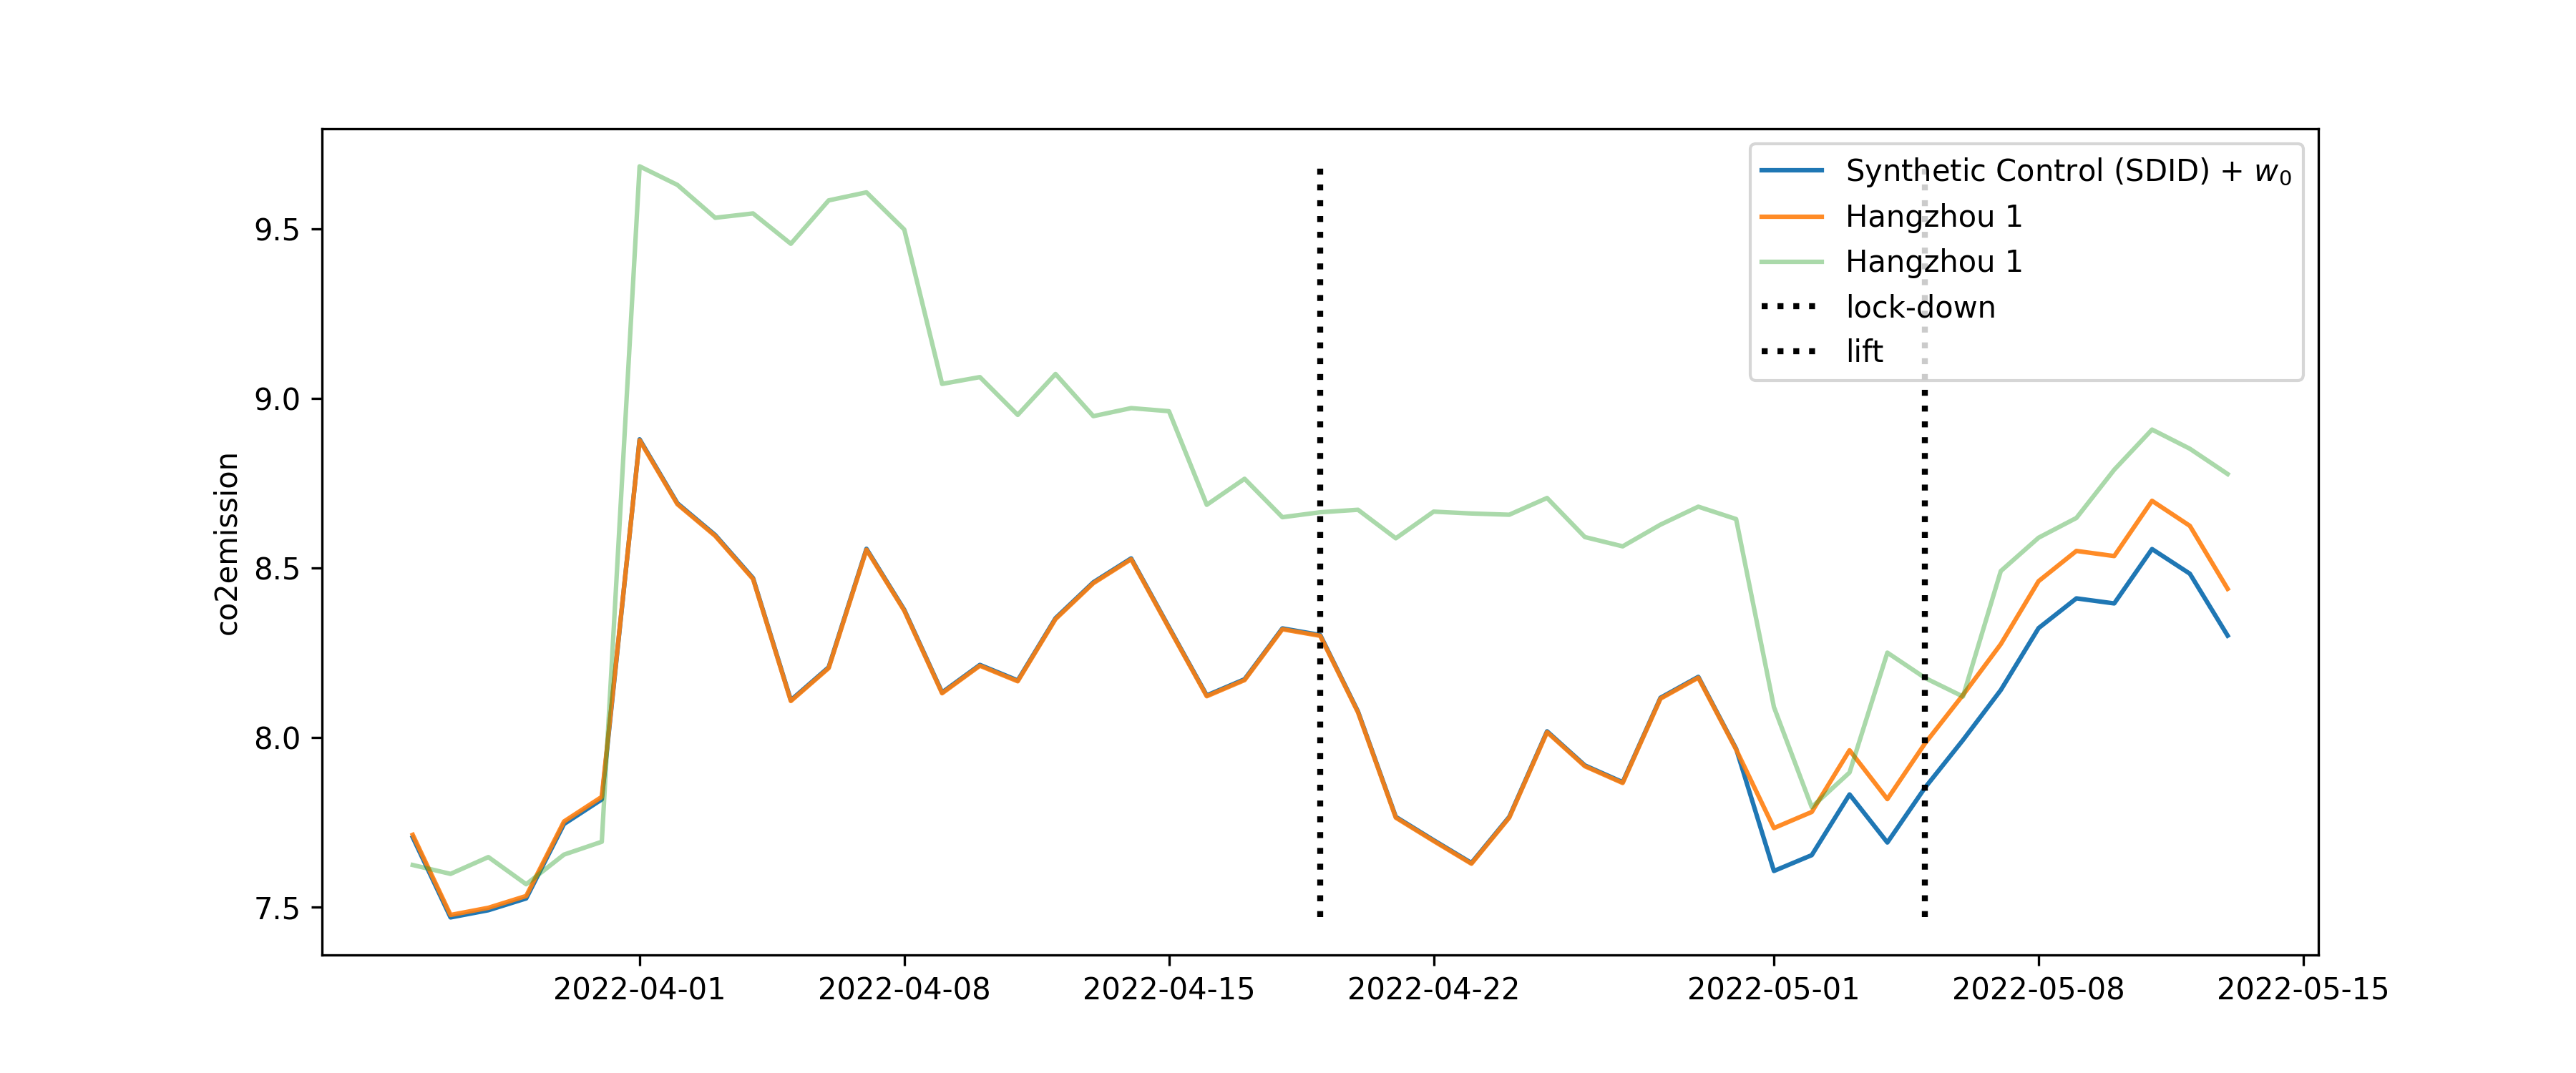 Synthetic Control (SDID) + w₀
Hangzhou 1
Hangzhou 1
lock-down
lift
co2emission
9.5
9.0
8.5
8.0
7.5
2022-04-01
2022-04-08
2022-04-15
2022-04-22
2022-05-01
2022-05-08
2022-05-15